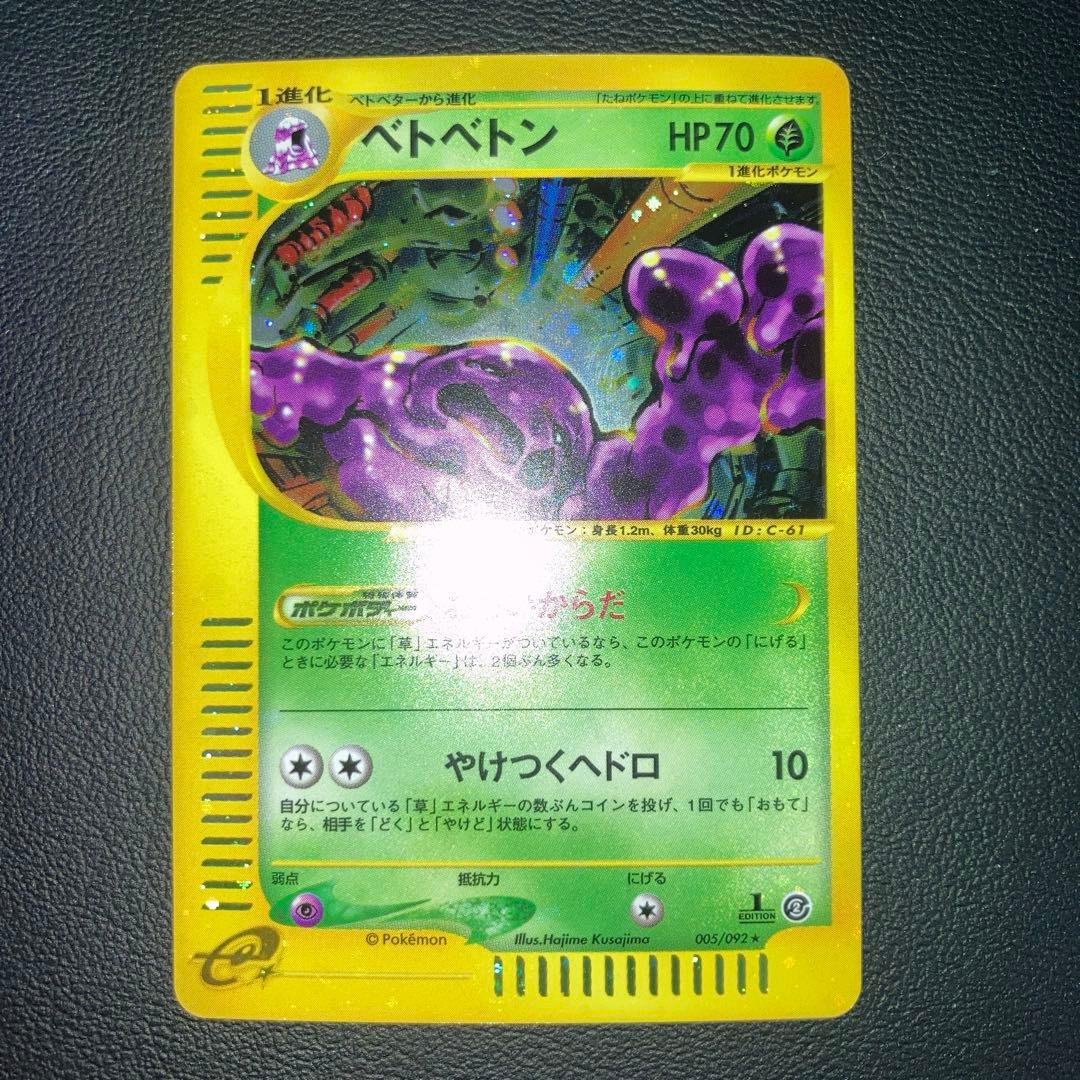 1進化 ベトベターから進化 「たねポケモン」の上に重ねて進化させます
ベトベトン HP70
1進化ポケモン
ポケモン：身長1.2m、体重30kg ID:C-61
特殊体質
ポケボディー からだ
このポケモンに「草」エネルギーがついているなら、このポケモンの「にげる」
ときに必要な「エネルギー」は、2個ぶん多くなる。
やけつくヘドロ 10
自分についている「草」エネルギーの数ぶんコインを投げ、1回でも「おもて」
なら、相手を「どく」と「やけど」状態にする。
弱点 抵抗力 にげる
1
EDITION
©Pokémon Illus.Hajime Kusajima 005/092★
e